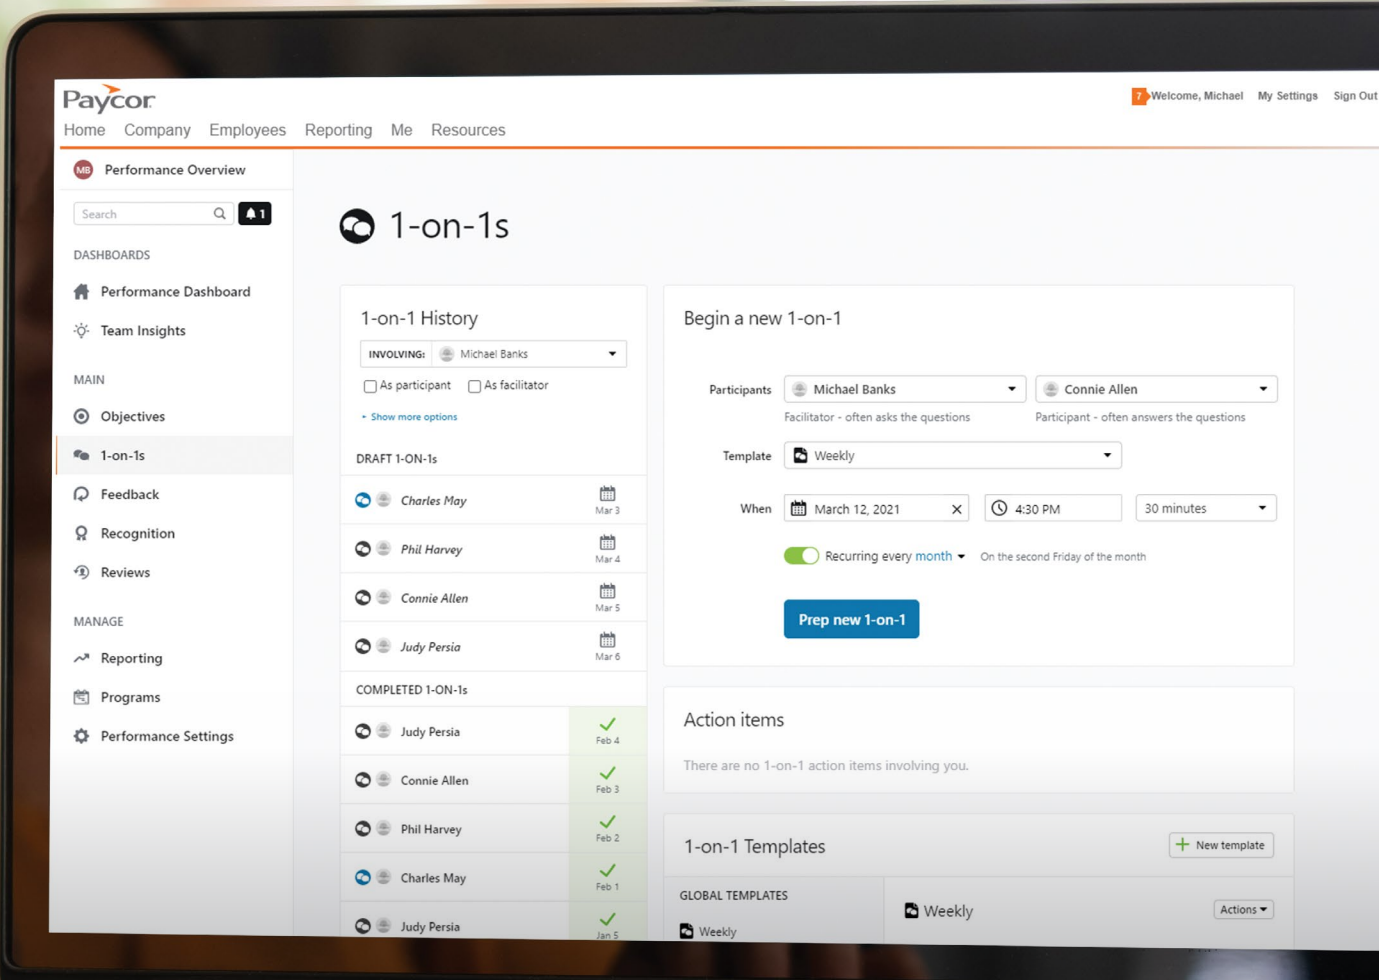 Paycor
7 Welcome, Michael My Settings Sign Out
Home Company Employees Reporting Me Resources
MB Performance Overview
Search 1
DASHBOARDS
Performance Dashboard
Team Insights
MAIN
Objectives
1-on-1s
Feedback
Recognition
Reviews
MANAGE
Reporting
Programs
Performance Settings
1-on-1s
1-on-1 History
INVOLVING: Michael Banks
As participant As facilitator
Show more options
DRAFT 1-ON-1s
Charles May Mar 3
Phil Harvey Mar 4
Connie Allen Mar 5
Judy Persia Mar 6
COMPLETED 1-ON-1s
Judy Persia Feb 4
Connie Allen Feb 3
Phil Harvey Feb 2
Charles May Feb 1
Judy Persia Jan 5
Begin a new 1-on-1
Participants Michael Banks Connie Allen
Facilitator - often asks the questions Participant - often answers the questions
Template Weekly
When March 12, 2021 4:30 PM 30 minutes
Recurring every month On the second Friday of the month
Prep new 1-on-1
Action items
There are no 1-on-1 action items involving you.
1-on-1 Templates
+ New template
GLOBAL TEMPLATES
Weekly
Weekly Actions